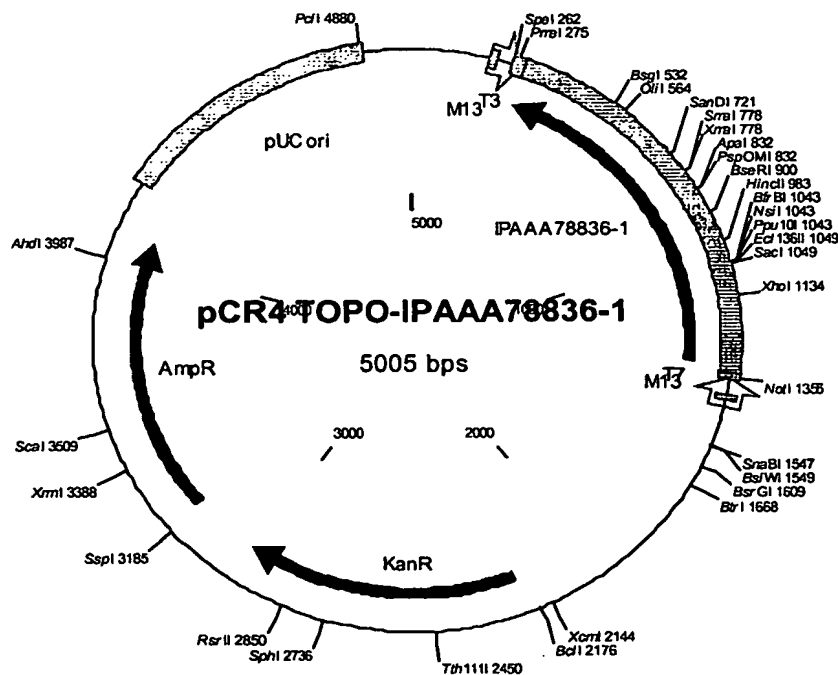 PciI 4880
SpeI 262
PmeI 275
BsgI 532
OliI 564
SanDI 721
SmaI 778
XmaI 778
ApaI 832
PspOMI 832
BseRI 900
HincII 983
BfrBI 1043
NsiI 1043
Ppu10I 1043
Ecl136II 1049
SacI 1049
XhoI 1134
M13
T3
pUC ori
5000
IPAAA78836-1
AhdI 3987
4000
1000
pCR4-TOPO-IPAAA78836-1
5005 bps
AmpR
M13
T7
NotI 1356
3000
2000
ScaI 3509
XmnI 3388
SspI 3185
SnaBI 1547
BsiWI 1549
BsrGI 1609
BtrI 1668
KanR
RsrII 2850
SphI 2736
Tth111I 2450
XcmI 2144
BclI 2176